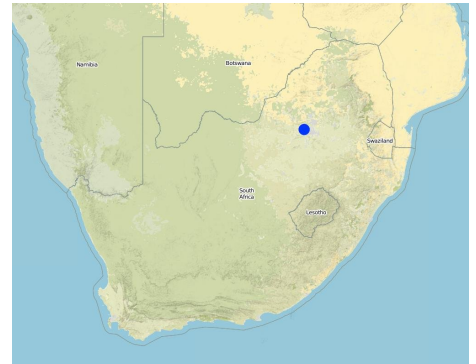 Namibia
Botswana
Swaziland
South
Africa
Lesotho